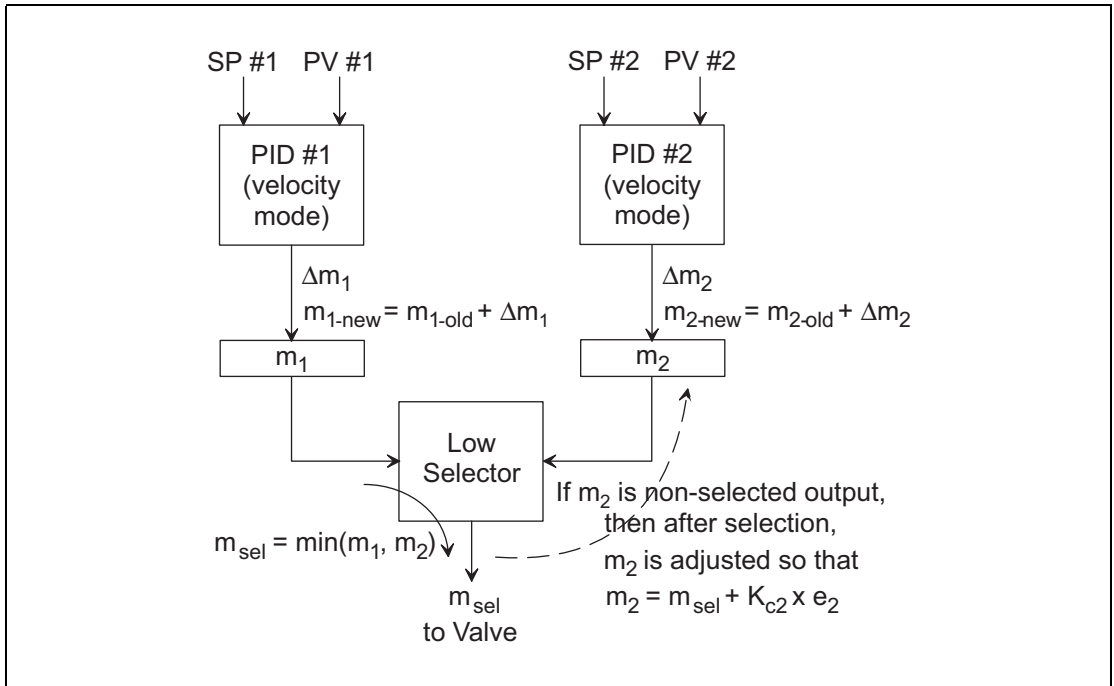 SP #1 PV #1
SP #2 PV #2
PID #1
(velocity
mode)
PID #2
(velocity
mode)
Δm1
m1-new = m1-old + Δm1
Δm2
m2-new = m2-old + Δm2
m1
m2
Low
Selector
If m2 is non-selected output,
then after selection,
m2 is adjusted so that
m2 = msel + Kc2 x e2
msel = min(m1, m2)
msel
to Valve